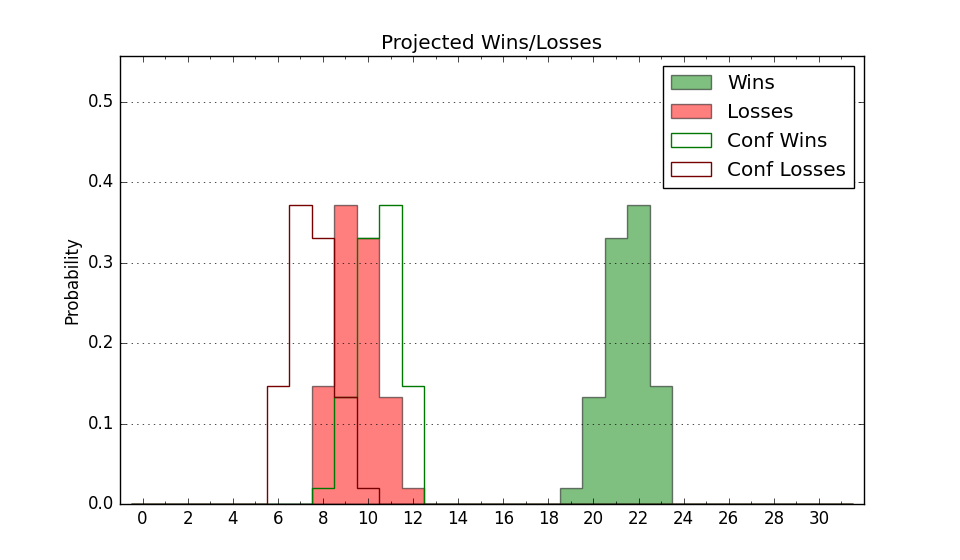 Projected Wins/Losses
Wins
Losses
Conf Wins
Conf Losses
Probability
0.5
0.4
0.3
0.2
0.1
0.0
0 2 4 6 8 10 12 14 16 18 20 22 24 26 28 30